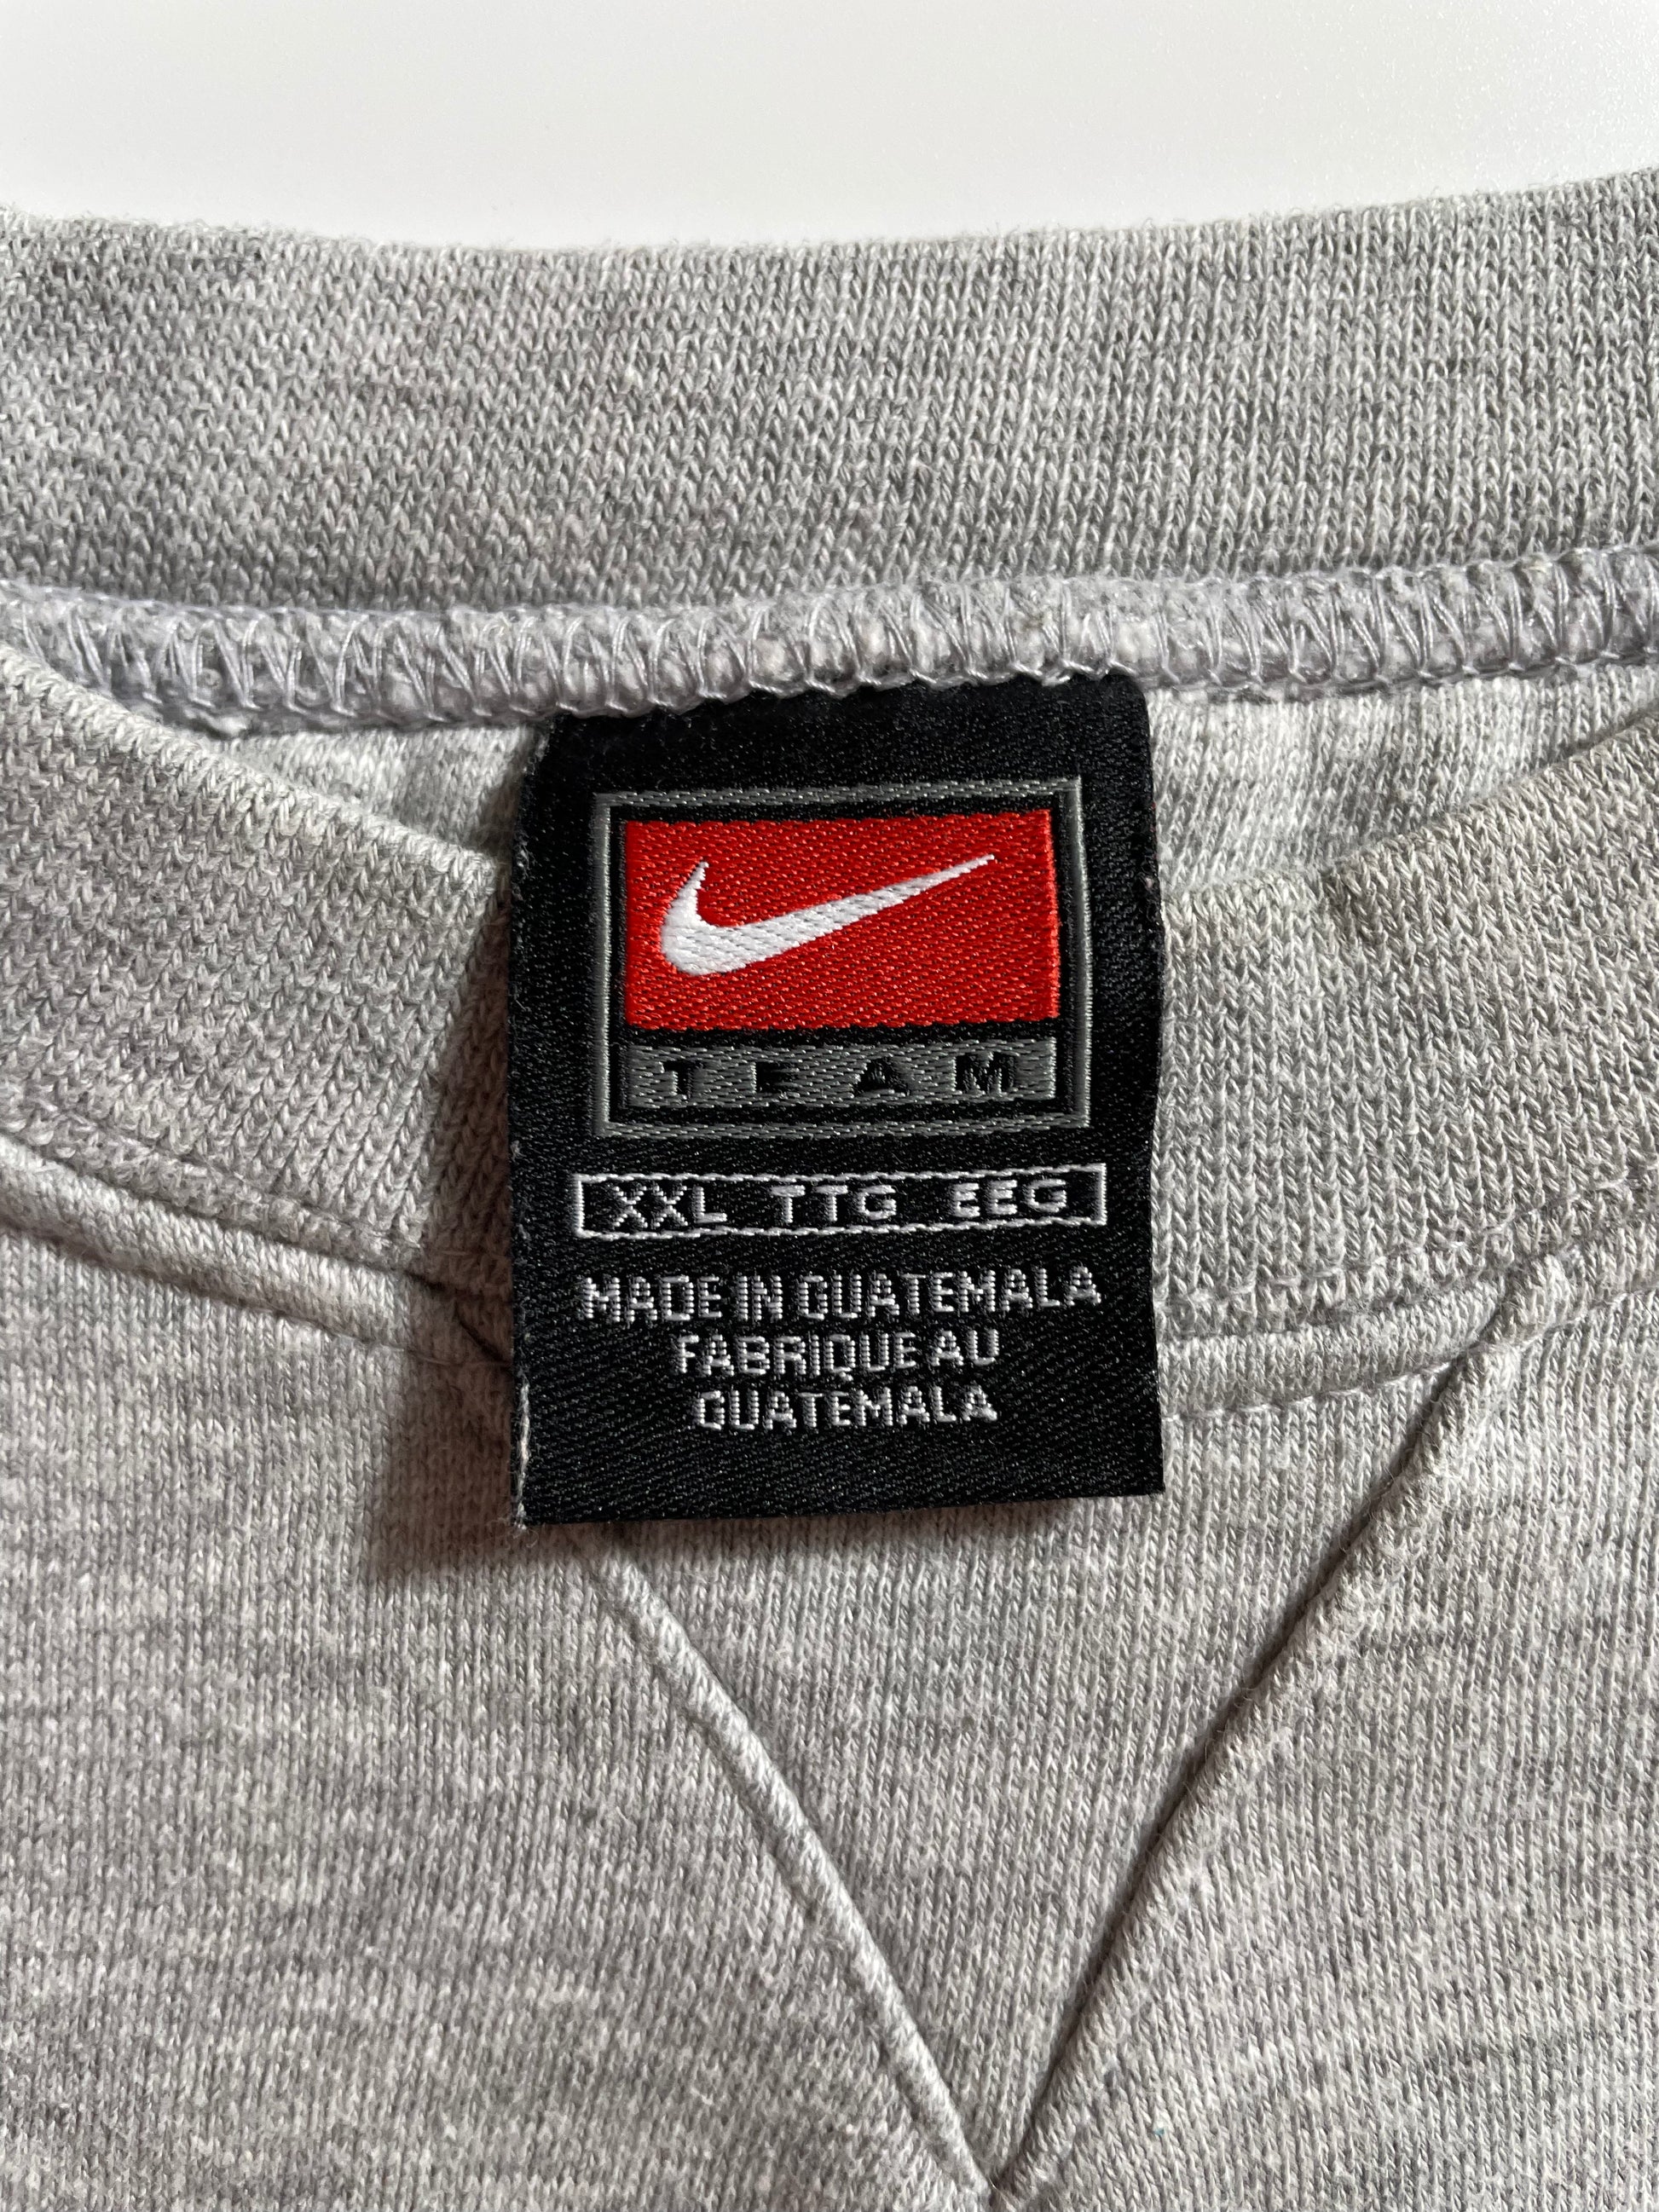 TEAM
XXL TTG EEG
MADE IN GUATEMALA
FABRIQUE AU
GUATEMALA